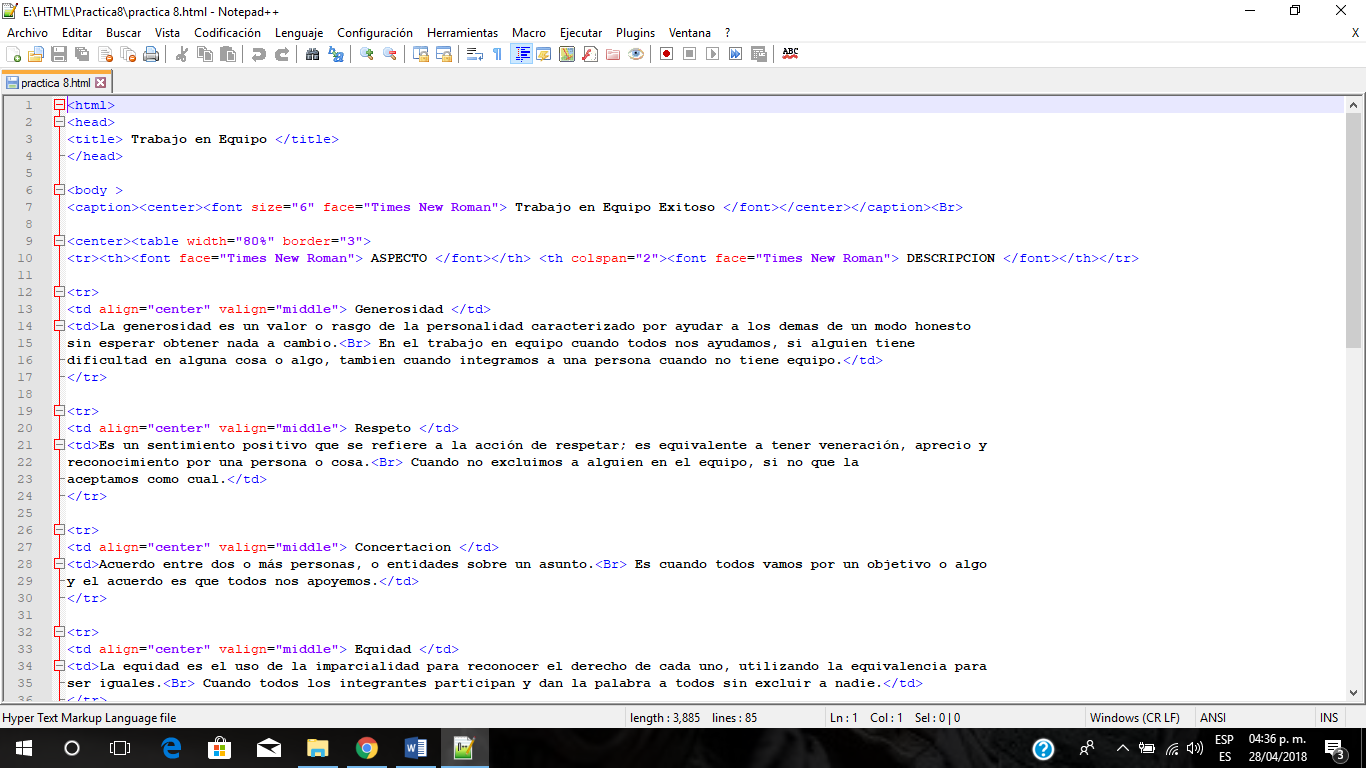 E:\HTML\Practica8\practica 8.html - Notepad++
Archivo Editar Buscar Vista Codificación Lenguaje Configuración Herramientas Macro Ejecutar Plugins Ventana ? X
ABC
practica 8.html
1 <html>
2 <head>
3 <title> Trabajo en Equipo </title>
4 </head>
5
6 <body >
7 <caption><center><font size="6" face="Times New Roman"> Trabajo en Equipo Exitoso </font></center></caption><Br>
8
9 <center><table width="80%" border="3">
10 <tr><th><font face="Times New Roman"> ASPECTO </font></th> <th colspan="2"><font face="Times New Roman"> DESCRIPCION </font></th></tr>
11
12 <tr>
13 <td align="center" valign="middle"> Generosidad </td>
14 <td>La generosidad es un valor o rasgo de la personalidad caracterizado por ayudar a los demas de un modo honesto
15 sin esperar obtener nada a cambio.<Br> En el trabajo en equipo cuando todos nos ayudamos, si alguien tiene
16 dificultad en alguna cosa o algo, tambien cuando integramos a una persona cuando no tiene equipo.</td>
17 </tr>
18
19 <tr>
20 <td align="center" valign="middle"> Respeto </td>
21 <td>Es un sentimiento positivo que se refiere a la acción de respetar; es equivalente a tener veneración, aprecio y
22 reconocimiento por una persona o cosa.<Br> Cuando no excluimos a alguien en el equipo, si no que la
23 aceptamos como cual.</td>
24 </tr>
25
26 <tr>
27 <td align="center" valign="middle"> Concertacion </td>
28 <td>Acuerdo entre dos o más personas, o entidades sobre un asunto.<Br> Es cuando todos vamos por un objetivo o algo
29 y el acuerdo es que todos nos apoyemos.</td>
30 </tr>
31
32 <tr>
33 <td align="center" valign="middle"> Equidad </td>
34 <td>La equidad es el uso de la imparcialidad para reconocer el derecho de cada uno, utilizando la equivalencia para
35 ser iguales.<Br> Cuando todos los integrantes participan y dan la palabra a todos sin excluir a nadie.</td>
36 </tr>
Hyper Text Markup Language file length : 3,885 lines : 85 Ln : 1 Col : 1 Sel : 0 | 0 Windows (CR LF) ANSI INS
ESP 04:36 p. m.
ES 28/04/2018 3